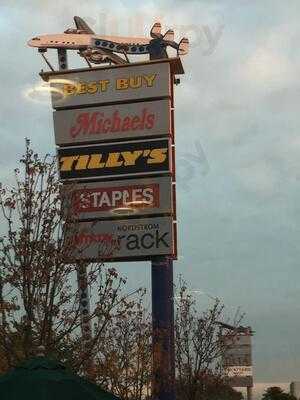 BEST BUY
Michaels
TILLY'S
STAPLES
NORDSTROM
rack